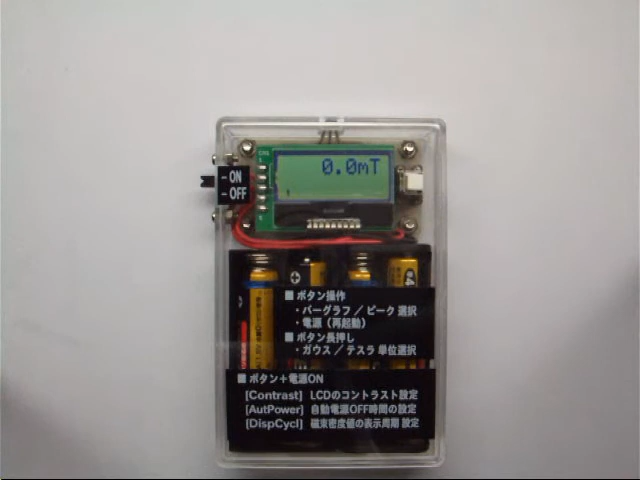 0.0mT
- ON
- OFF
■ ボタン操作
・バーグラフ / ピーク 選択
・電源（再起動）
■ ボタン長押し
・ガウス / テスラ 単位選択
■ ボタン＋電源ON
[Contrast] LCDのコントラスト設定
[AutPower] 自動電源OFF時間の設定
[DispCycl] 磁束密度値の表示周期 設定